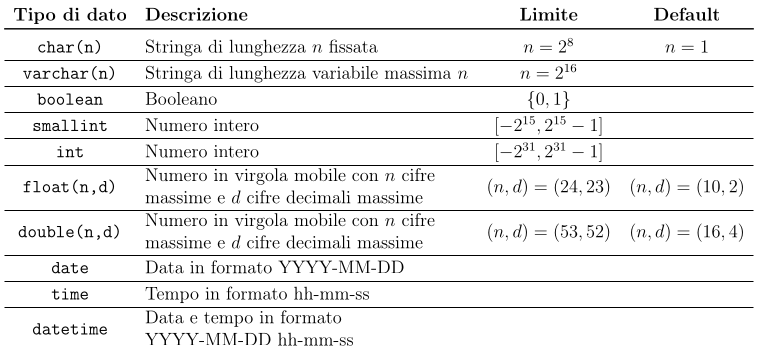 Tipo di dato Descrizione Limite Default
char(n) Stringa di lunghezza n fissata n = 2^8 n = 1
varchar(n) Stringa di lunghezza variabile massima n n = 2^16
boolean Booleano {0, 1}
smallint Numero intero [−2^15, 2^15 − 1]
int Numero intero [−2^31, 2^31 − 1]
float(n,d) Numero in virgola mobile con n cifre massime e d cifre decimali massime (n, d) = (24, 23) (n, d) = (10, 2)
double(n,d) Numero in virgola mobile con n cifre massime e d cifre decimali massime (n, d) = (53, 52) (n, d) = (16, 4)
date Data in formato YYYY-MM-DD
time Tempo in formato hh-mm-ss
datetime Data e tempo in formato YYYY-MM-DD hh-mm-ss